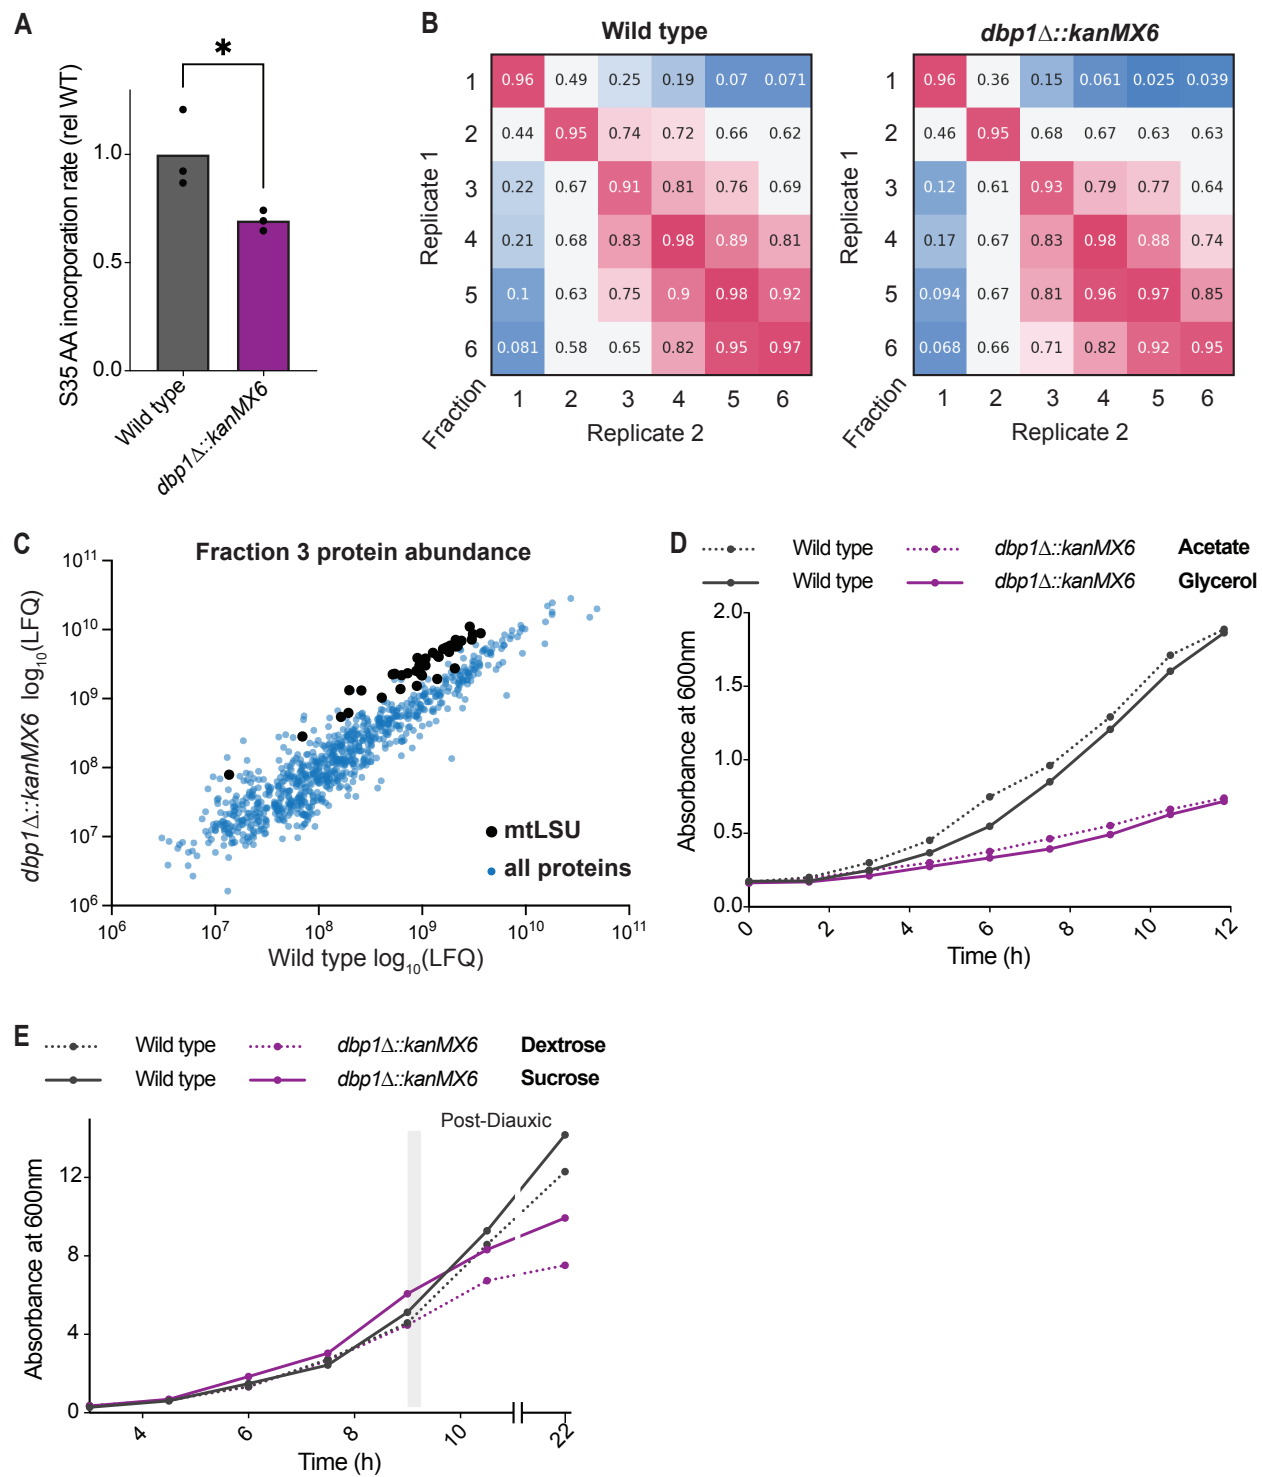 A
*
S35 AA incorporation rate (rel WT)
1.0
0.5
0.0
Wild type
dbp1Δ::kanMX6
B
Wild type
Replicate 1
1 0.96 0.49 0.25 0.19 0.07 0.071
2 0.44 0.95 0.74 0.72 0.66 0.62
3 0.22 0.67 0.91 0.81 0.76 0.69
4 0.21 0.68 0.83 0.98 0.89 0.81
5 0.1 0.63 0.75 0.9 0.98 0.92
6 0.081 0.58 0.65 0.82 0.95 0.97
Fraction 1 2 3 4 5 6
Replicate 2
dbp1Δ::kanMX6
Replicate 1
1 0.96 0.36 0.15 0.061 0.025 0.039
2 0.46 0.95 0.68 0.67 0.63 0.63
3 0.12 0.61 0.93 0.79 0.77 0.64
4 0.17 0.67 0.83 0.98 0.88 0.74
5 0.094 0.67 0.81 0.96 0.97 0.85
6 0.068 0.66 0.71 0.82 0.92 0.95
Fraction 1 2 3 4 5 6
Replicate 2
C
Fraction 3 protein abundance
dbp1Δ::kanMX6 log₁₀(LFQ)
10¹¹
10¹⁰
10⁹
10⁸
10⁷
10⁶
mtLSU
all proteins
10⁶ 10⁷ 10⁸ 10⁹ 10¹⁰ 10¹¹
Wild type log₁₀(LFQ)
D
Wild type dbp1Δ::kanMX6 Acetate
Wild type dbp1Δ::kanMX6 Glycerol
Absorbance at 600nm
2.0
1.5
1.0
0.5
0.0
0 2 4 6 8 10 12
Time (h)
E
Wild type dbp1Δ::kanMX6 Dextrose
Wild type dbp1Δ::kanMX6 Sucrose
Post-Diauxic
Absorbance at 600nm
12
8
4
0
4 6 8 10 22
Time (h)